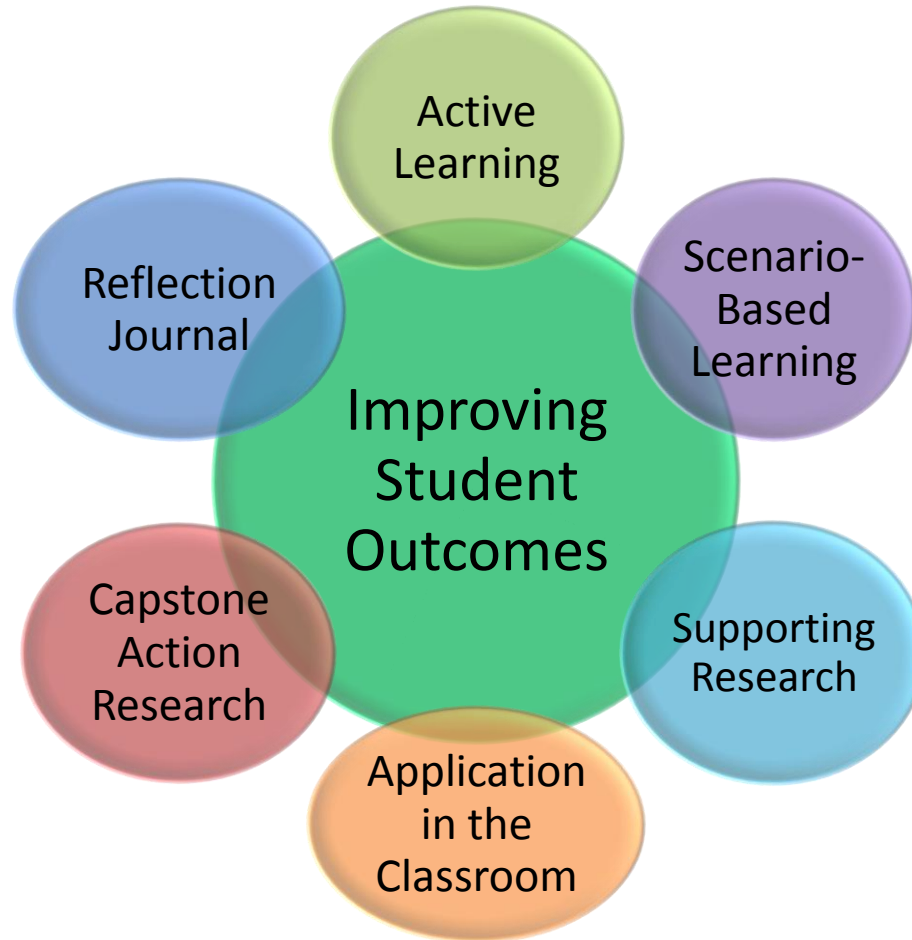 Active
Learning
Scenario-
Based
Learning
Supporting
Research
Application
in the
Classroom
Capstone
Action
Research
Reflection
Journal
Improving
Student
Outcomes